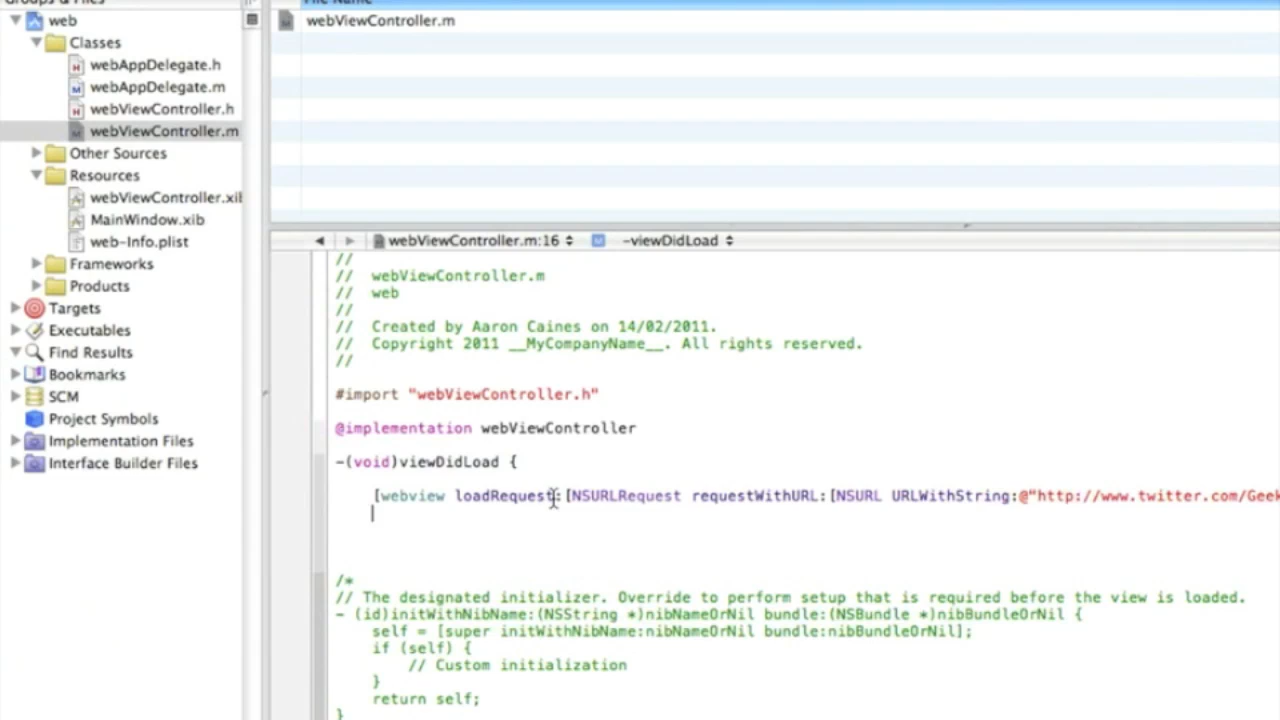 Groups & Files
web
Classes
webAppDelegate.h
webAppDelegate.m
webViewController.h
webViewController.m
Other Sources
Resources
webViewController.xib
MainWindow.xib
web-Info.plist
Frameworks
Products
Targets
Executables
Find Results
Bookmarks
SCM
Project Symbols
Implementation Files
Interface Builder Files
File Name
webViewController.m
webViewController.m:16 -viewDidLoad
//
// webViewController.m
// web
//
// Created by Aaron Caines on 14/02/2011.
// Copyright 2011 __MyCompanyName__. All rights reserved.
//
#import "webViewController.h"
@implementation webViewController
-(void)viewDidLoad {
[webview loadRequest:[NSURLRequest requestWithURL:[NSURL URLWithString:@"http://www.twitter.com/Geek
/*
// The designated initializer. Override to perform setup that is required before the view is loaded.
- (id)initWithNibName:(NSString *)nibNameOrNil bundle:(NSBundle *)nibBundleOrNil {
self = [super initWithNibName:nibNameOrNil bundle:nibBundleOrNil];
if (self) {
// Custom initialization
}
return self;
}